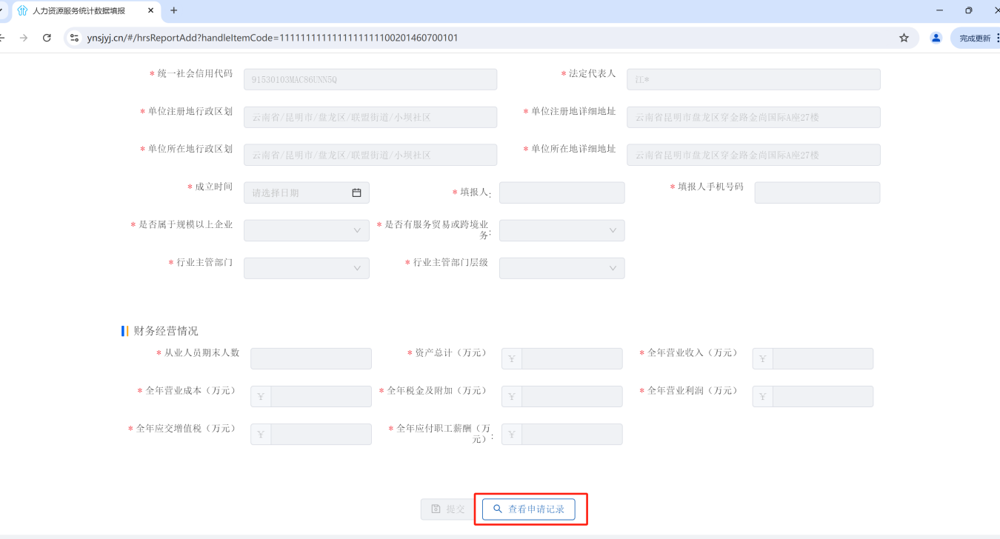 人力资源服务统计数据填报
ynsjyj.cn/#/hrsReportAdd?handleItemCode=1111111111111111111100201460700101
完成更新
* 统一社会信用代码 91530103MAC86UNN5Q * 法定代表人 江*
* 单位注册地行政区划 云南省/昆明市/盘龙区/联盟街道/小坝社区 * 单位注册地详细地址 云南省昆明市盘龙区穿金路金尚国际A座27楼
* 单位所在地行政区划 云南省/昆明市/盘龙区/联盟街道/小坝社区 * 单位所在地详细地址 云南省昆明市盘龙区穿金路金尚国际A座27楼
* 成立时间 请选择日期 * 填报人: * 填报人手机号码
* 是否属于规模以上企业 * 是否有服务贸易或跨境业
务:
* 行业主管部门 * 行业主管部门层级
财务经营情况
* 从业人员期末人数 * 资产总计（万元） ¥ * 全年营业收入（万元） ¥
* 全年营业成本（万元） ¥ * 全年税金及附加（万元） ¥ * 全年营业利润（万元） ¥
* 全年应交增值税（万元） ¥ * 全年应付职工薪酬（万
元）: ¥
提交 查看申请记录